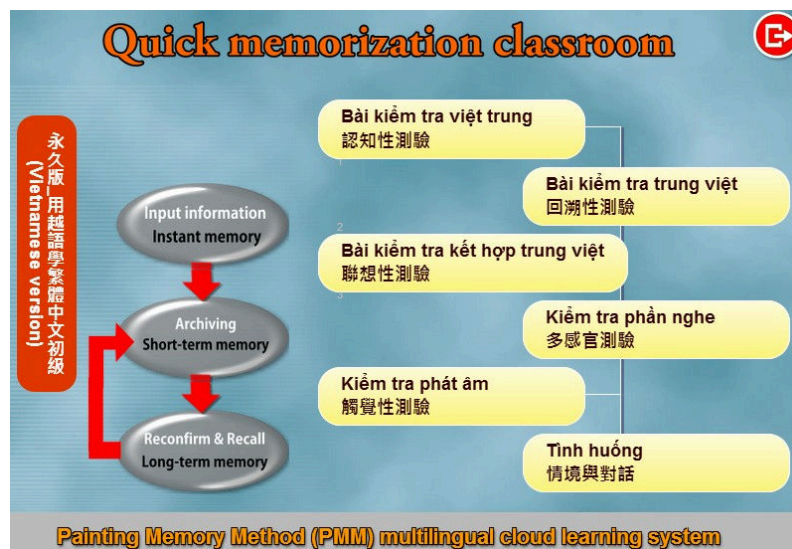 Quick memorization classroom
永久版_用越語學繁體中文初級
(Vietnamese version)
Input information
Instant memory
Archiving
Short-term memory
Reconfirm & Recall
Long-term memory
Bài kiểm tra việt trung
認知性測驗
1
Bài kiểm tra trung việt
回溯性測驗
2
Bài kiểm tra kết hợp trung việt
聯想性測驗
3
Kiểm tra phần nghe
多感官測驗
Kiểm tra phát âm
觸覺性測驗
Tình huống
情境與對話
Painting Memory Method (PMM) multilingual cloud learning system